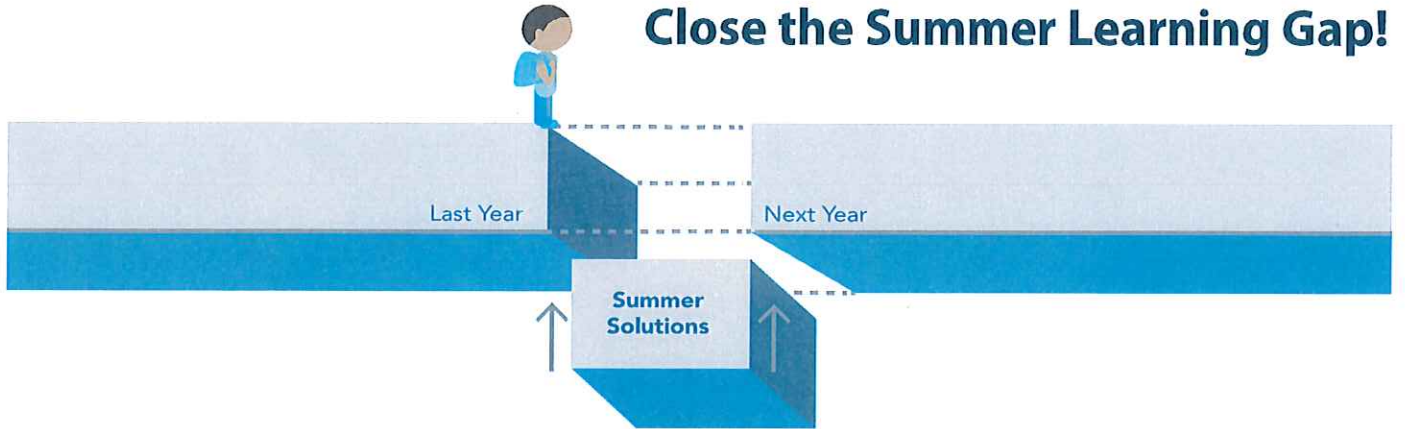 Close the Summer Learning Gap!
Last Year
Next Year
Summer
Solutions